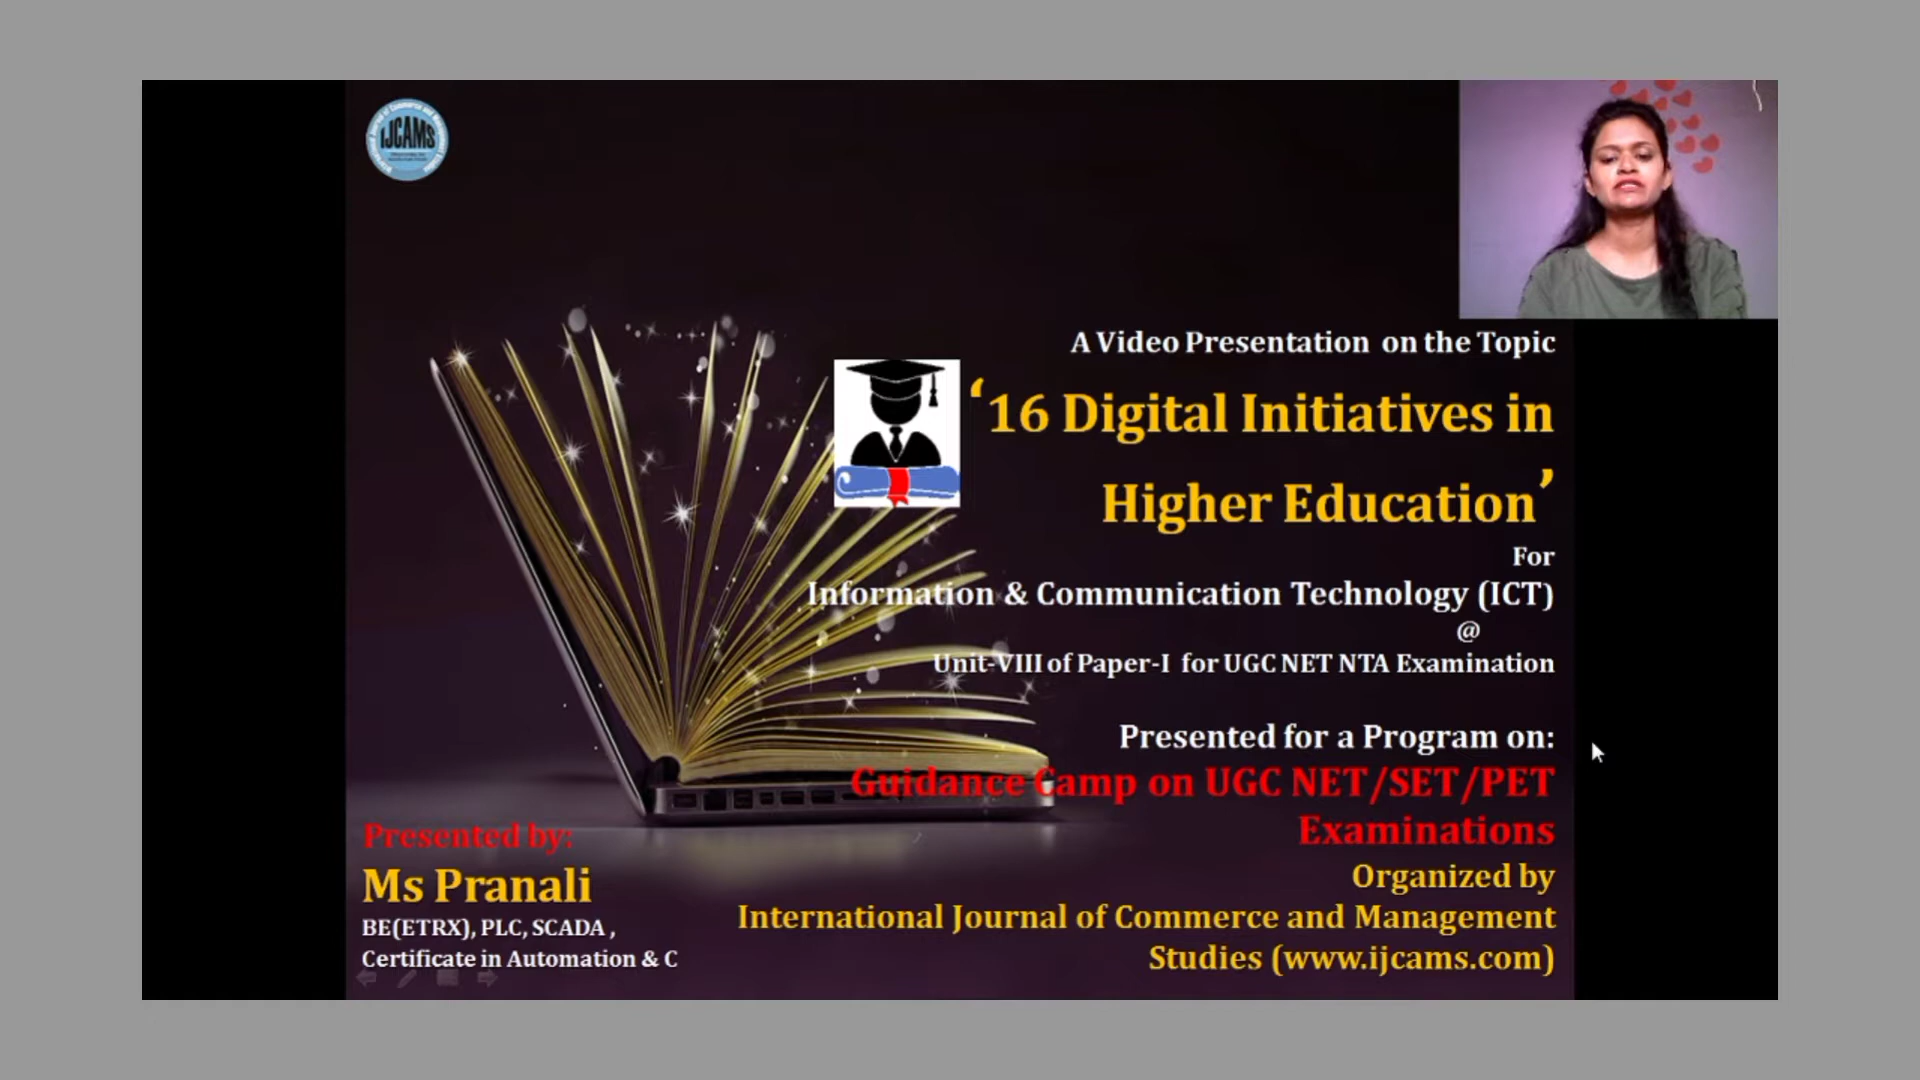 IJCAMS
A Video Presentation on the Topic
‘16 Digital Initiatives in
Higher Education’
For
Information & Communication Technology (ICT)
@
Unit-VIII of Paper-I for UGC NET NTA Examination
Presented for a Program on:
Guidance Camp on UGC NET/SET/PET
Examinations
Organized by
International Journal of Commerce and Management
Studies (www.ijcams.com)
Presented by:
Ms Pranali
BE(ETRX), PLC, SCADA ,
Certificate in Automation & C